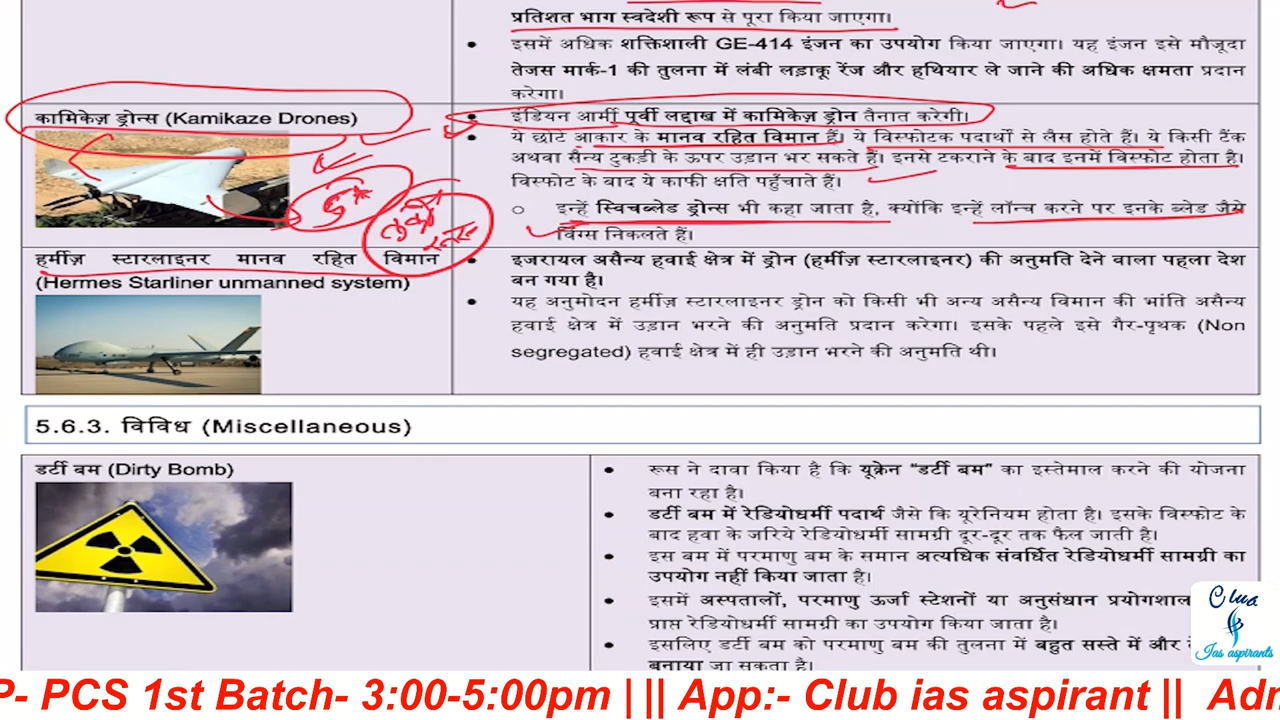 प्रतिशत भाग स्वदेशी रूप से पूरा किया जाएगा।
इसमें अधिक शक्तिशाली GE-414 इंजन का उपयोग किया जाएगा। यह इंजन इसे मौजूदा
तेजस मार्क-1 की तुलना में लंबी लड़ाकू रेंज और हथियार ले जाने की अधिक क्षमता प्रदान
करेगा।
कामिकेज़ ड्रोन्स (Kamikaze Drones)
इंडियन आर्मी पूर्वी लद्दाख में कामिकेज़ ड्रोन तैनात करेगी।
ये छोटे आकार के मानव रहित विमान हैं। ये विस्फोटक पदार्थों से लैस होते हैं। ये किसी टैंक
अथवा सैन्य टुकड़ी के ऊपर उड़ान भर सकते हैं। इनसे टकराने के बाद इनमें विस्फोट होता है।
विस्फोट के बाद ये काफी क्षति पहुँचाते हैं।
इन्हें स्विचब्लेड ड्रोन्स भी कहा जाता है, क्योंकि इन्हें लॉन्च करने पर इनके ब्लेड जैसे
विंग्स निकलते हैं।
हर्मीज़ स्टारलाइनर मानव रहित विमान
(Hermes Starliner unmanned system)
इजरायल असैन्य हवाई क्षेत्र में ड्रोन (हर्मीज़ स्टारलाइनर) की अनुमति देने वाला पहला देश
बन गया है।
यह अनुमोदन हर्मीज़ स्टारलाइनर ड्रोन को किसी भी अन्य असैन्य विमान की भांति असैन्य
हवाई क्षेत्र में उड़ान भरने की अनुमति प्रदान करेगा। इसके पहले इसे गैर-पृथक (Non
segregated) हवाई क्षेत्र में ही उड़ान भरने की अनुमति थी।
5.6.3. विविध (Miscellaneous)
डर्टी बम (Dirty Bomb)
रूस ने दावा किया है कि यूक्रेन "डर्टी बम" का इस्तेमाल करने की योजना
बना रहा है।
डर्टी बम में रेडियोधर्मी पदार्थ जैसे कि यूरेनियम होता है। इसके विस्फोट के
बाद हवा के जरिये रेडियोधर्मी सामग्री दूर-दूर तक फैल जाती है।
इस बम में परमाणु बम के समान अत्यधिक संवर्धित रेडियोधर्मी सामग्री का
उपयोग नहीं किया जाता है।
इसमें अस्पतालों, परमाणु ऊर्जा स्टेशनों या अनुसंधान प्रयोगशाल
प्राप्त रेडियोधर्मी सामग्री का उपयोग किया जाता है।
इसलिए डर्टी बम को परमाणु बम की तुलना में बहुत सस्ते में और
बनाया जा सकता है।
Club
Ias aspirants
P- PCS 1st Batch- 3:00-5:00pm | || App:- Club ias aspirant || Adr